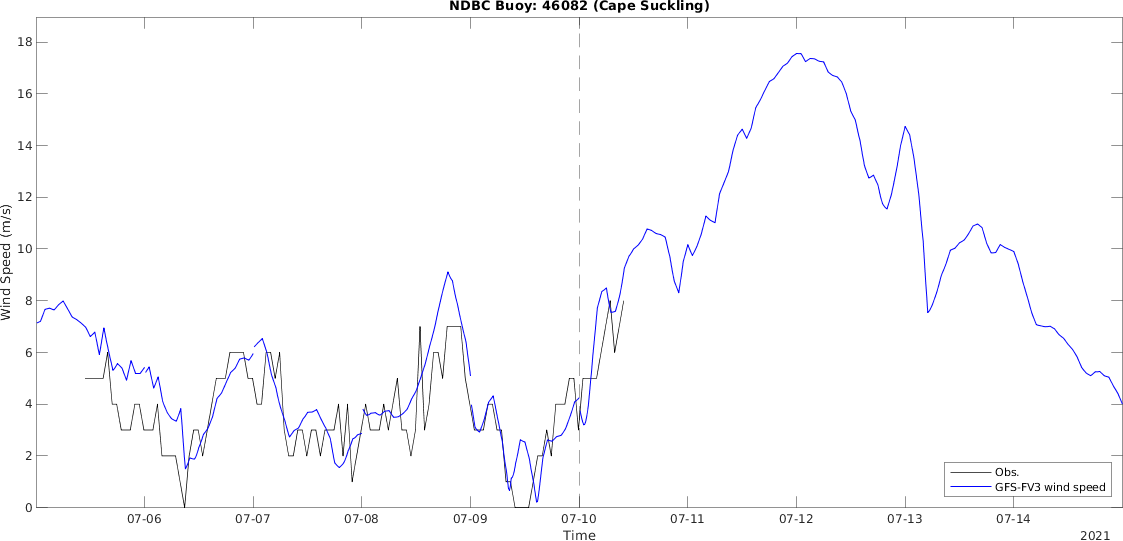 NDBC Buoy: 46082 (Cape Suckling)
Wind Speed (m/s)
18
16
14
12
10
8
6
4
2
0
07-06 07-07 07-08 07-09 07-10 07-11 07-12 07-13 07-14
Time
2021
Obs.
GFS-FV3 wind speed